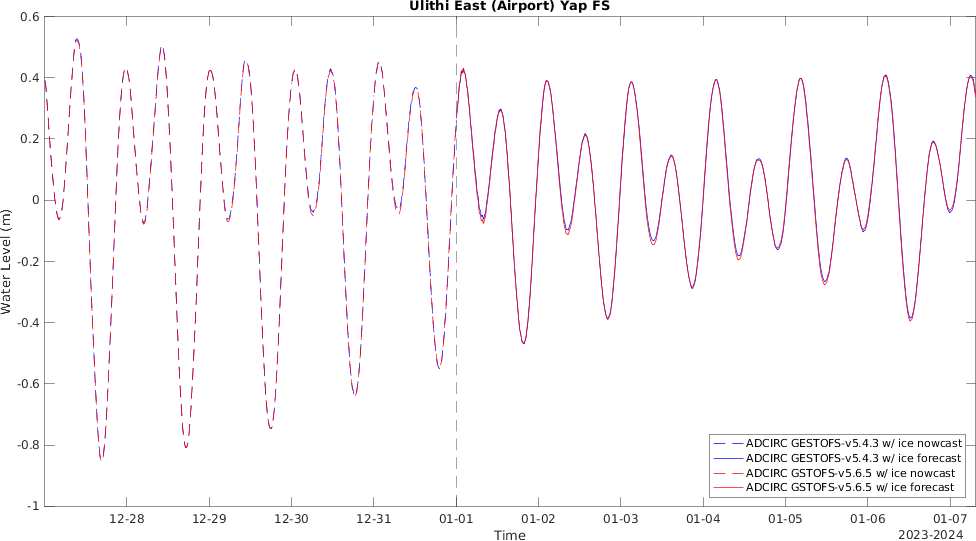 Ulithi East (Airport) Yap FS
Water Level (m)
0.6
0.4
0.2
0
-0.2
-0.4
-0.6
-0.8
-1
12-28 12-29 12-30 12-31 01-01 01-02 01-03 01-04 01-05 01-06 01-07
Time
2023-2024
ADCIRC GESTOFS-v5.4.3 w/ ice nowcast
ADCIRC GESTOFS-v5.4.3 w/ ice forecast
ADCIRC GSTOFS-v5.6.5 w/ ice nowcast
ADCIRC GSTOFS-v5.6.5 w/ ice forecast